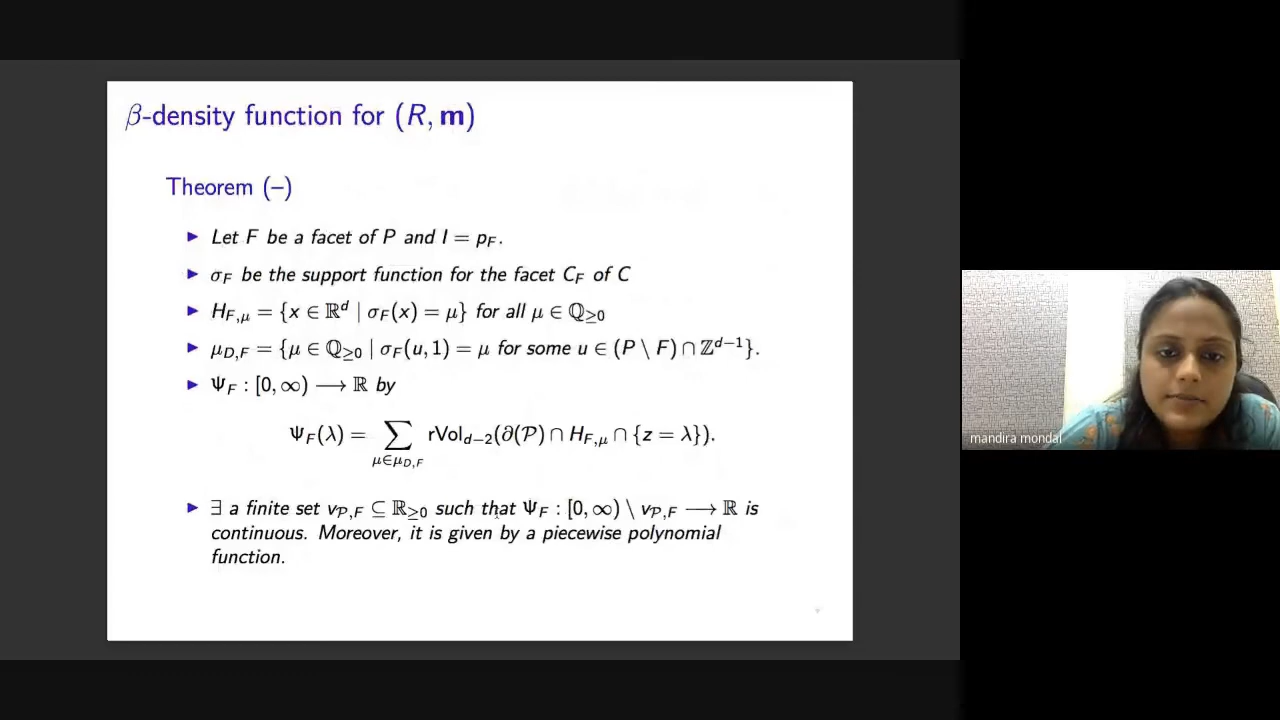 β-density function for (R, m)
Theorem (–)
▶ Let F be a facet of P and I = p_F.
▶ σ_F be the support function for the facet C_F of C
▶ H_{F,μ} = {x ∈ ℝ^d | σ_F(x) = μ} for all μ ∈ ℚ_{≥0}
▶ μ_{D,F} = {μ ∈ ℚ_{≥0} | σ_F(u, 1) = μ for some u ∈ (P \ F) ∩ ℤ^{d−1}}.
▶ Ψ_F : [0, ∞) ⟶ ℝ by
Ψ_F(λ) = ∑_{μ∈μ_{D,F}} rVol_{d−2}(∂(𝒫) ∩ H_{F,μ} ∩ {z = λ}).
▶ ∃ a finite set v_{𝒫,F} ⊆ ℝ_{≥0} such that Ψ_F : [0, ∞) \ v_{𝒫,F} ⟶ ℝ is
continuous. Moreover, it is given by a piecewise polynomial
function.
mandira mondal